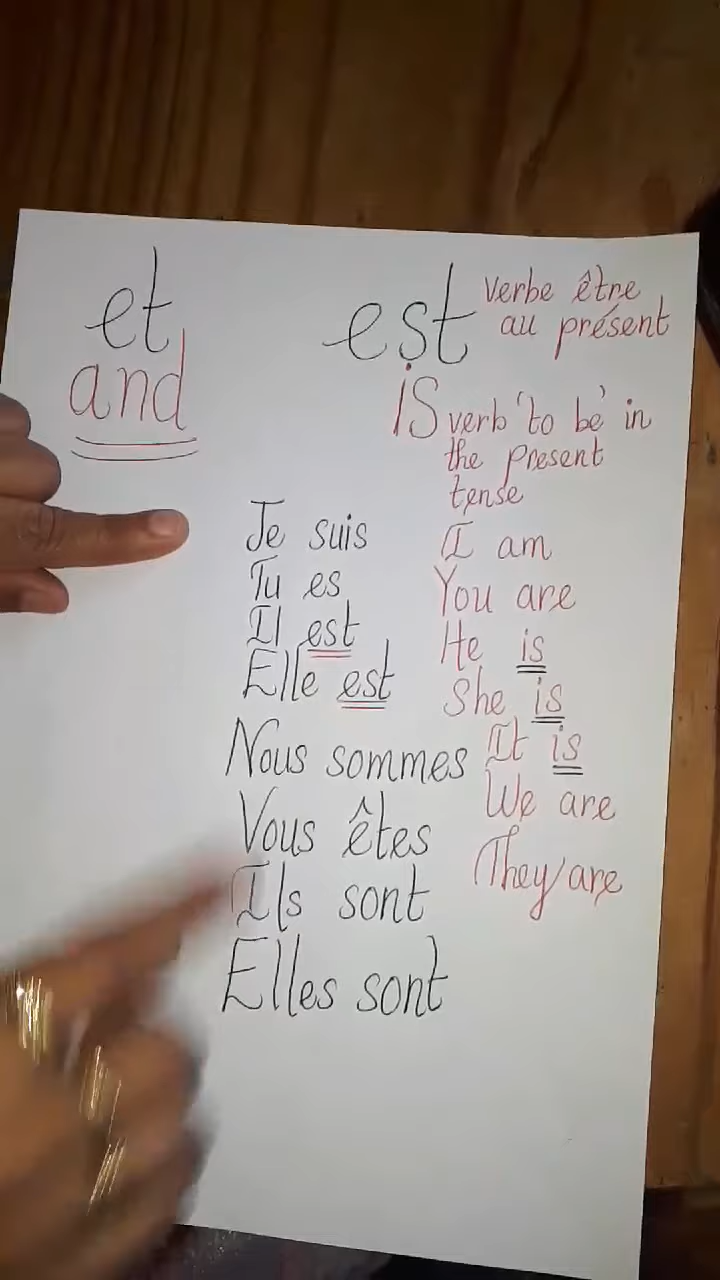 et
and
est
verbe être
au présent
is verb 'to be' in
the present
tense
Je suis
Tu es
Il est
Elle est
Nous sommes
Vous êtes
Ils sont
Elles sont
I am
You are
He is
She is
It is
We are
They are